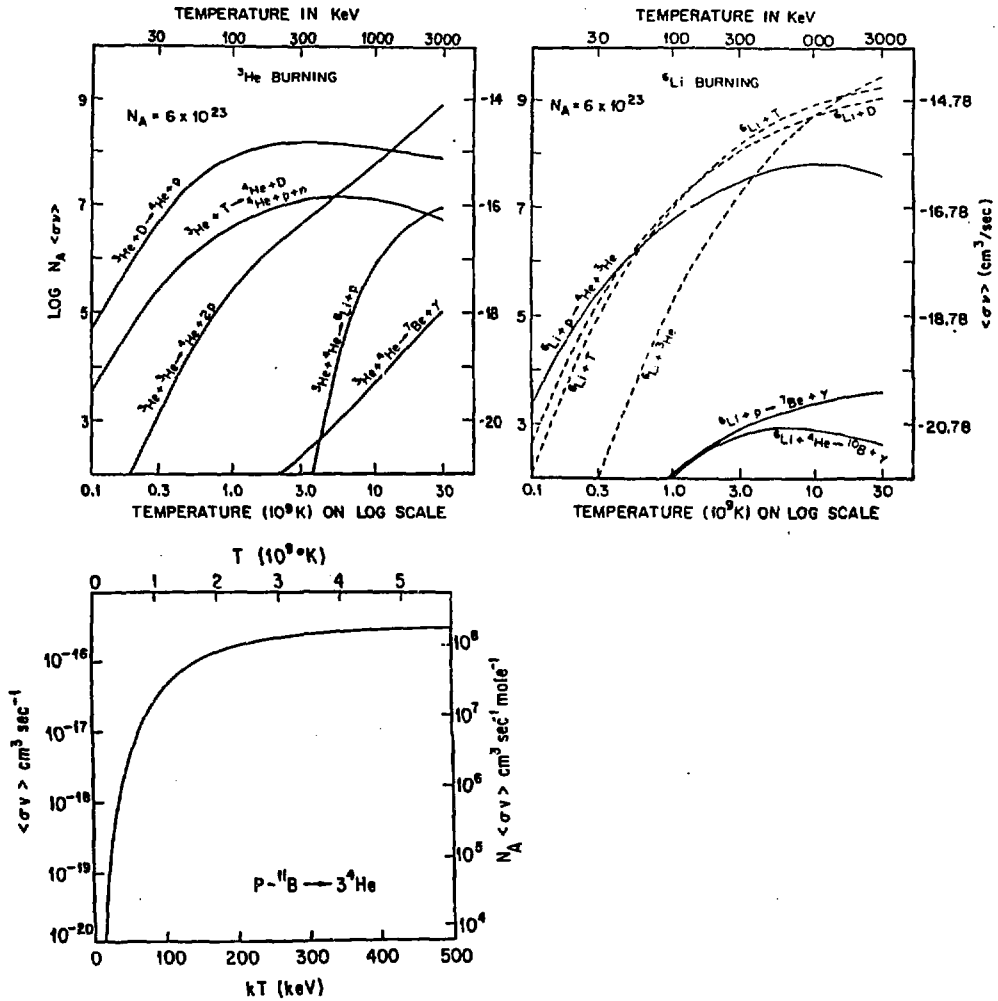 TEMPERATURE IN KeV
30 100 300 1000 3000
³He BURNING
N_A = 6 x 10²³
9
7
5
3
LOG N_A <σv>
-14
-16
-18
-20
³He+D→⁴He+p
³He+T→⁴He+D
⁴He+p+n
³He+³He→⁴He+2p
³He+⁴He→⁶Li+p
³He+⁴He→⁷Be+γ
0.1 0.3 1.0 3.0 10 30
TEMPERATURE (10⁹K) ON LOG SCALE
TEMPERATURE IN KeV
30 100 300 000 3000
⁶Li BURNING
N_A = 6 x 10²³
9
7
5
3
-14.78
-16.78
-18.78
-20.78
<σv> (cm³/sec)
⁶Li+T
⁶Li+D
⁶Li+p→⁴He+³He
⁶Li+T
⁶Li+³He
⁶Li+p→⁷Be+γ
⁶Li+⁴He→¹⁰B+γ
0.1 0.3 1.0 3.0 10 30
TEMPERATURE (10⁹K) ON LOG SCALE
T (10⁹°K)
0 1 2 3 4 5
10⁻¹⁶
10⁻¹⁷
10⁻¹⁸
10⁻¹⁹
10⁻²⁰
<σv> cm³ sec⁻¹
10⁸
10⁷
10⁶
10⁵
10⁴
N_A <σv> cm³ sec⁻¹ mole⁻¹
P-¹¹B→3⁴He
0 100 200 300 400 500
kT (keV)